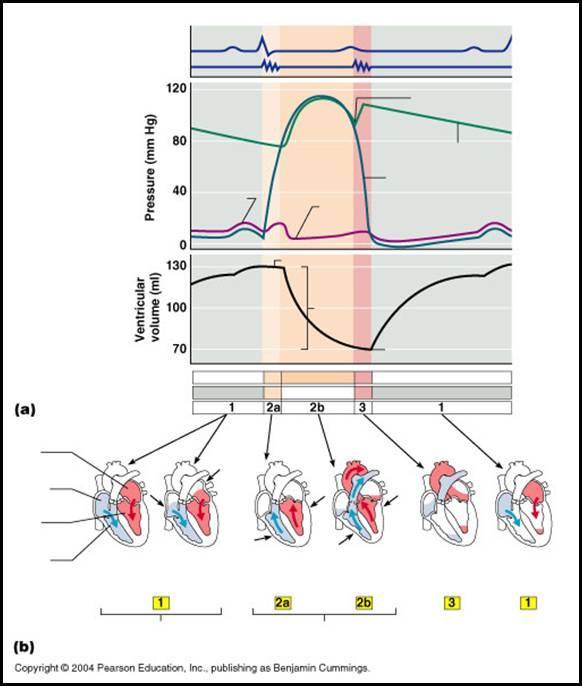 120
80
40
0
Pressure (mm Hg)
130
100
70
Ventricular
volume (ml)
(a)
1 2a 2b 3 1
1 2a 2b 3 1
(b)
Copyright © 2004 Pearson Education, Inc., publishing as Benjamin Cummings.